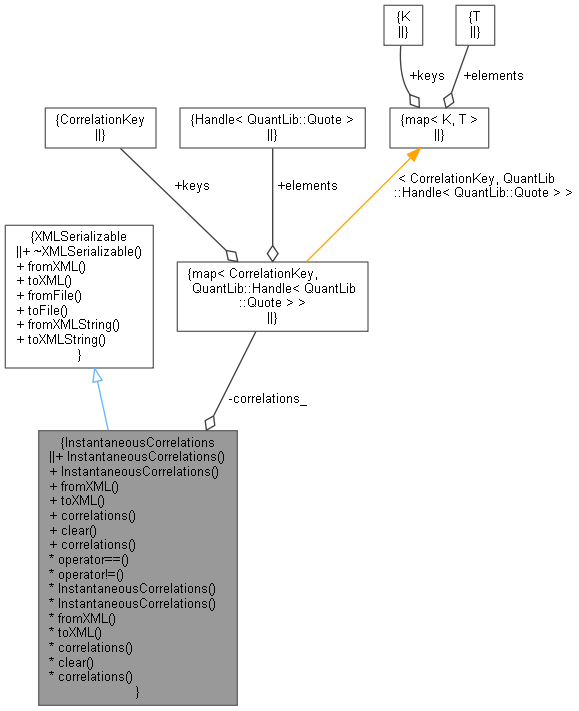 {K
||}
{T
||}
+keys
+elements
{CorrelationKey
||}
{Handle< QuantLib::Quote >
||}
{map< K, T >
||}
+keys
+elements
< CorrelationKey, QuantLib
::Handle< QuantLib::Quote > >
{XMLSerializable
||+ ~XMLSerializable()
+ fromXML()
+ toXML()
+ fromFile()
+ toFile()
+ fromXMLString()
+ toXMLString()
}
{map< CorrelationKey,
QuantLib::Handle< QuantLib
::Quote > >
||}
-correlations_
{InstantaneousCorrelations
||+ InstantaneousCorrelations()
+ InstantaneousCorrelations()
+ fromXML()
+ toXML()
+ correlations()
+ clear()
+ correlations()
* operator==()
* operator!=()
* InstantaneousCorrelations()
* InstantaneousCorrelations()
* fromXML()
* toXML()
* correlations()
* clear()
* correlations()
}